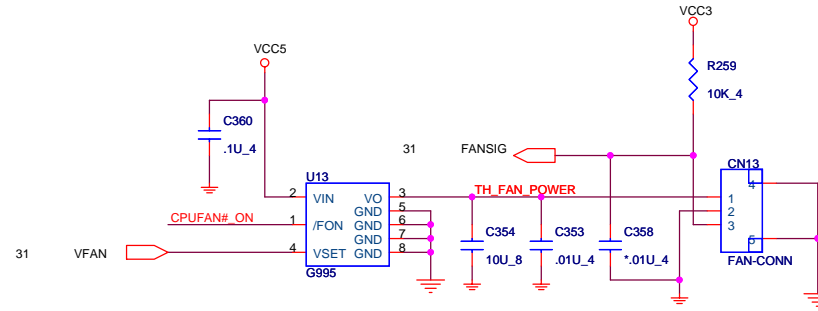 VCC3
VCC5
R259
10K_4
C360
.1U_4
31 FANSIG
CN13
U13
TH_FAN_POWER
4
2 VIN VO 3
GND 5
1
CPUFAN#_ON 1 /FON GND 6
2
GND 7
3
31 VFAN 4 VSET GND 8
C354
10U_8
C353
.01U_4
C358
*.01U_4
5
G995
FAN-CONN